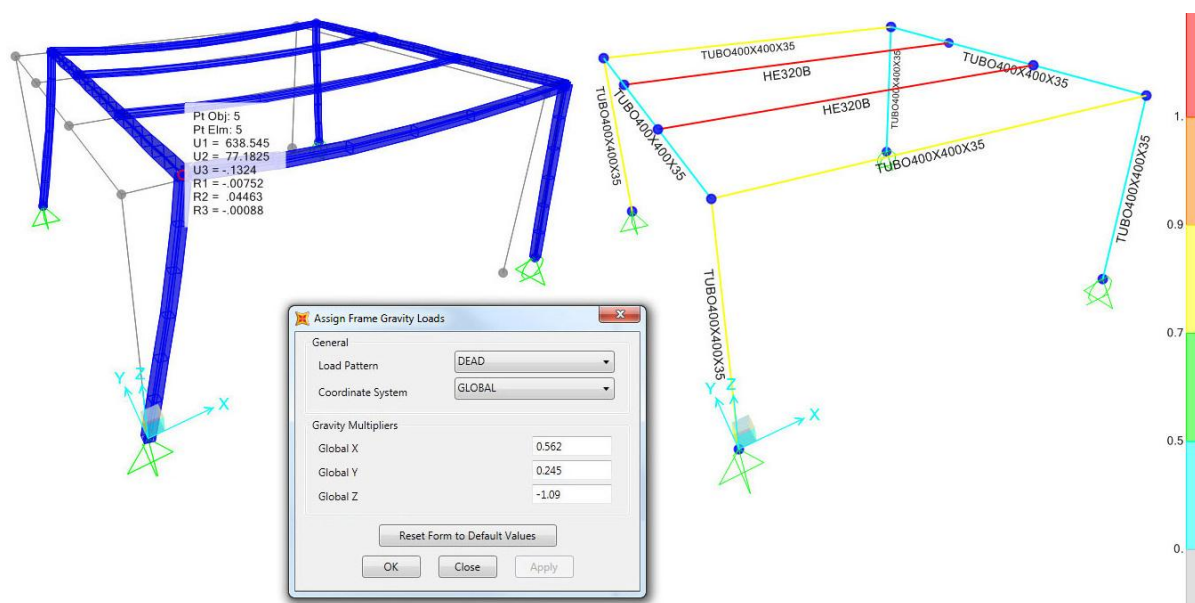 Pt Obj: 5
Pt Elm: 5
U1 = 638.545
U2 = 77.1825
U3 = -.1324
R1 = -.00752
R2 = .04463
R3 = -.00088
Y
Z
X
TUBO400X400X35
HE320B
HE320B
TUBO400X400X35
TUBO400X400X35
TUBO400X400X35
TUBO400X400X35
TUBO400X400X35
TUBO400X400X35
TUBO400X400X35
Y
Z
X
1.
0.9
0.7
0.5
0.
Assign Frame Gravity Loads
General
Load Pattern DEAD
Coordinate System GLOBAL
Gravity Multipliers
Global X 0.562
Global Y 0.245
Global Z -1.09
Reset Form to Default Values
OK Close Apply